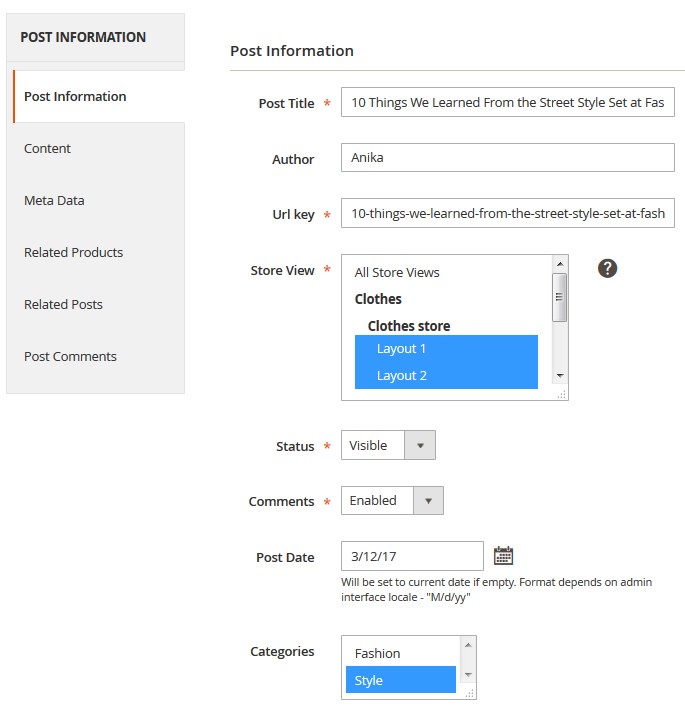 POST INFORMATION
Post Information
Content
Meta Data
Related Products
Related Posts
Post Comments
Post Information
Post Title * 10 Things We Learned From the Street Style Set at Fas
Author Anika
Url key * 10-things-we-learned-from-the-street-style-set-at-fash
Store View * All Store Views ?
Clothes
Clothes store
Layout 1
Layout 2
Status * Visible
Comments * Enabled
Post Date 3/12/17
Will be set to current date if empty. Format depends on admin
interface locale - "M/d/yy"
Categories Fashion
Style